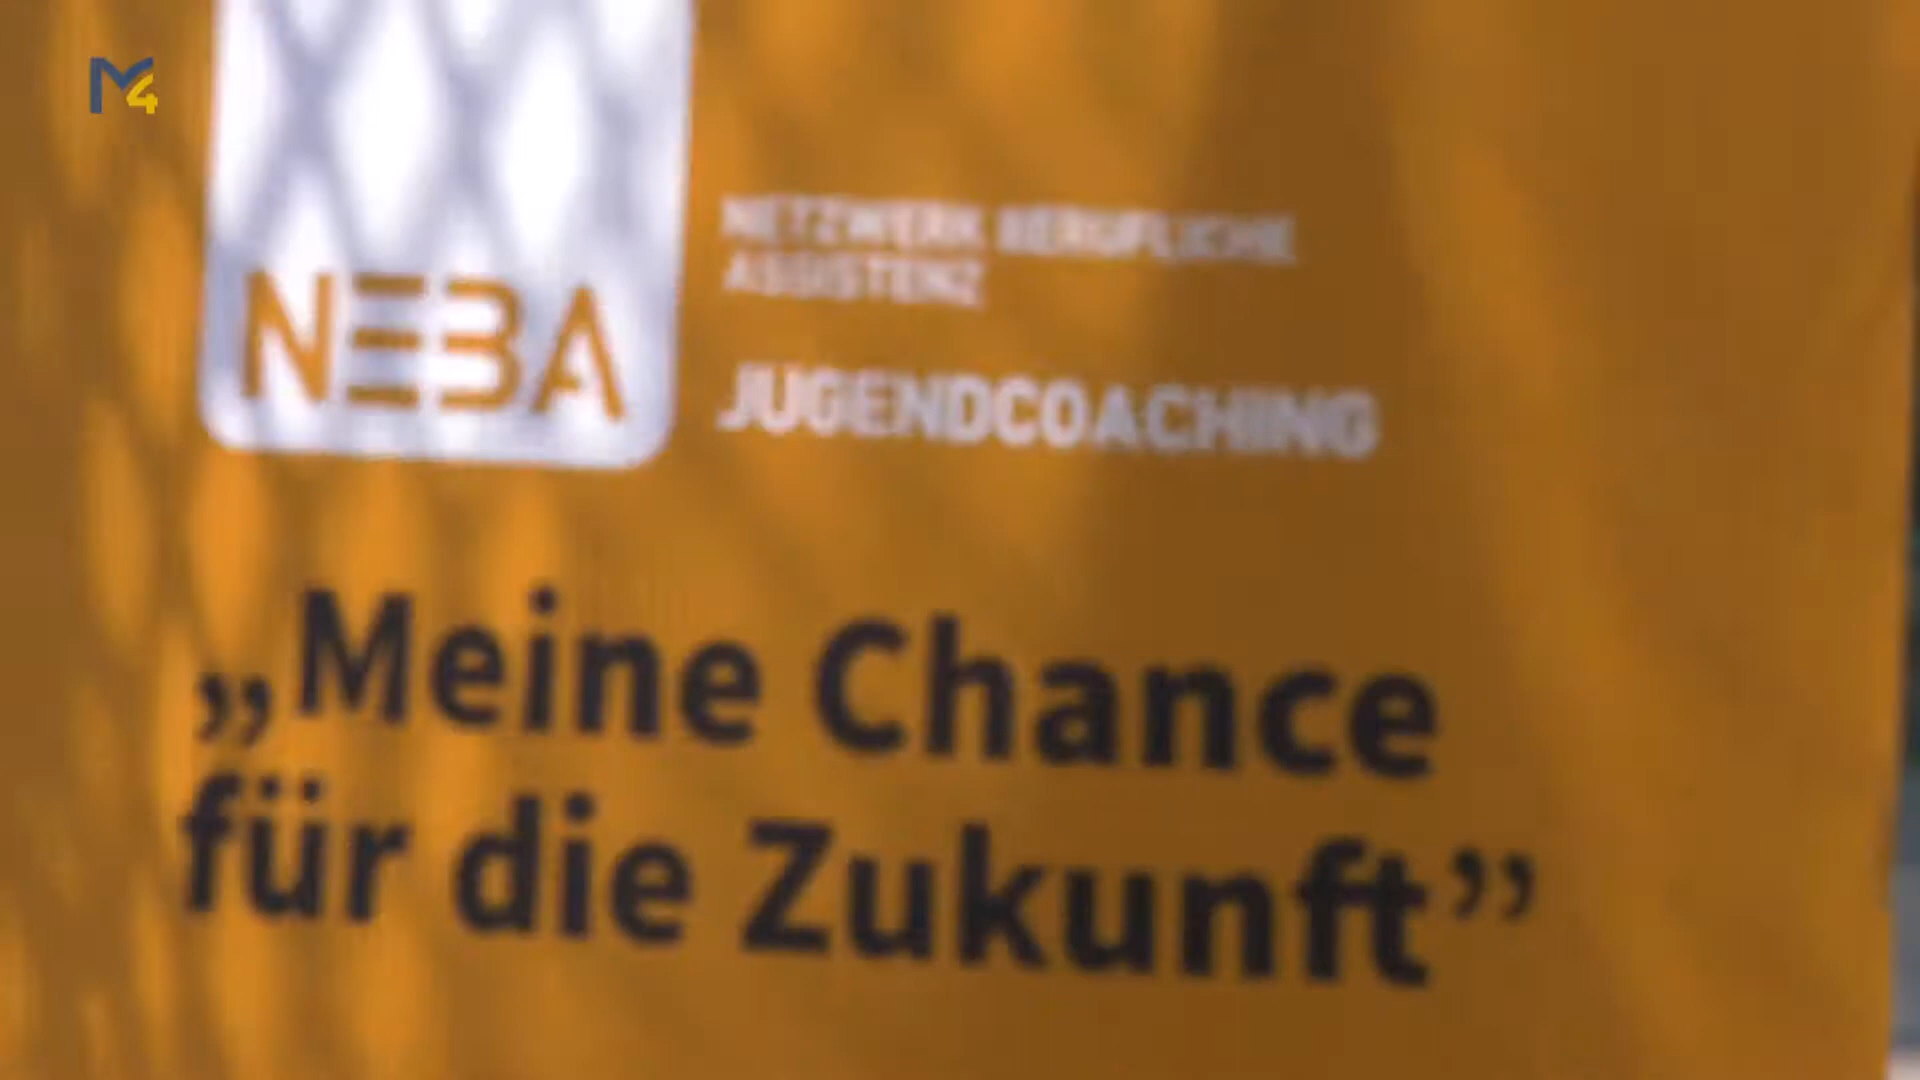 M4
NEBA
NETZWERK BERUFLICHE
ASSISTENZ
JUGENDCOACHING
„Meine Chance
für die Zukunft”